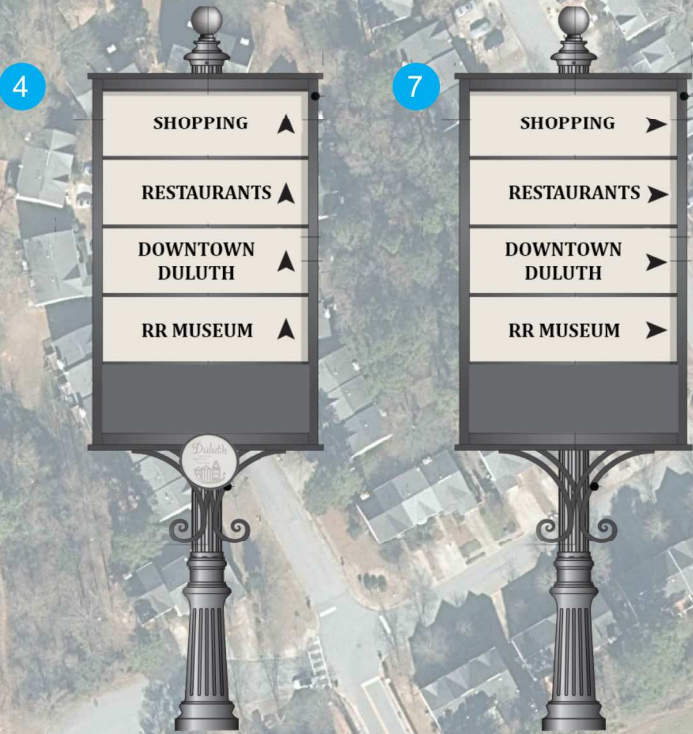 4
SHOPPING
RESTAURANTS
DOWNTOWN
DULUTH
RR MUSEUM
Duluth
7
SHOPPING
RESTAURANTS
DOWNTOWN
DULUTH
RR MUSEUM